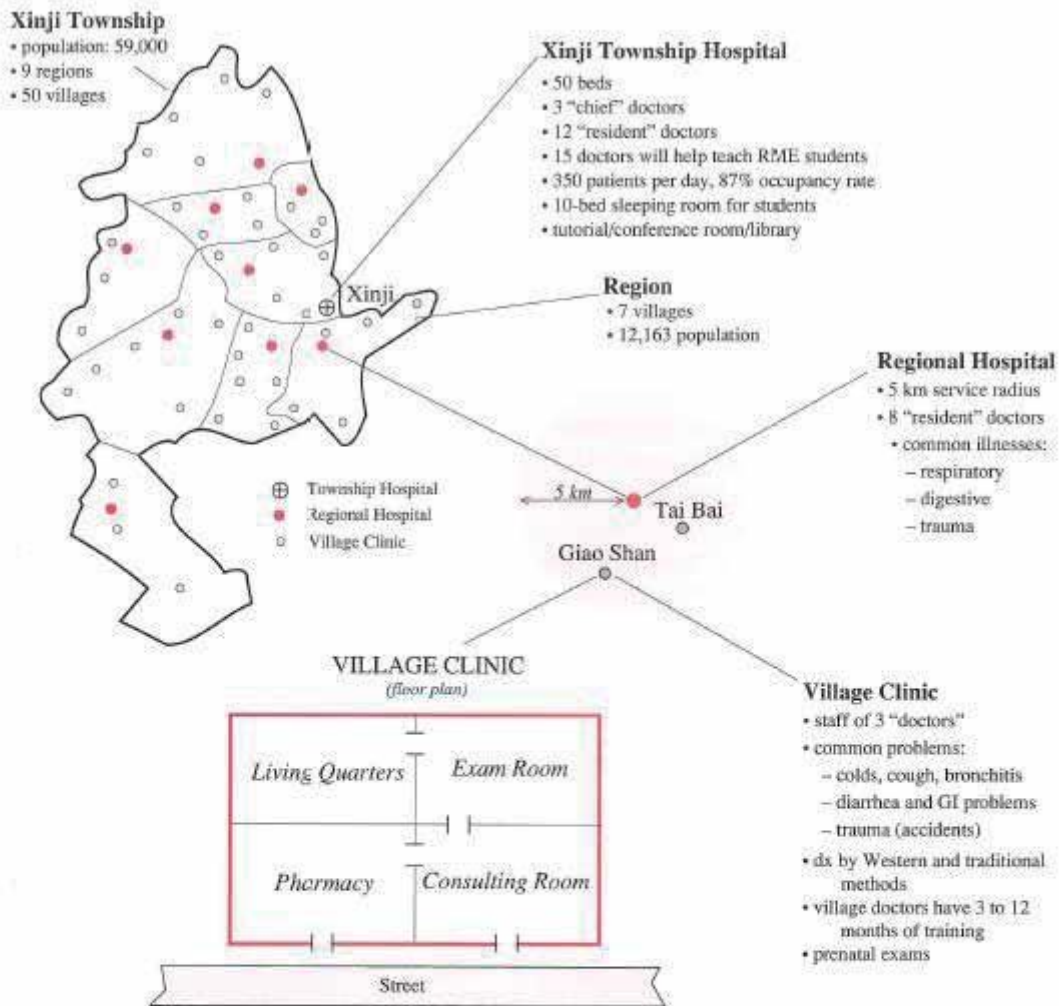 Xinji Township
• population: 59,000
• 9 regions
• 50 villages
Xinji Township Hospital
• 50 beds
• 3 “chief” doctors
• 12 “resident” doctors
• 15 doctors will help teach RME students
• 350 patients per day, 87% occupancy rate
• 10-bed sleeping room for students
• tutorial/conference room/library
Xinji
Region
• 7 villages
• 12,163 population
Regional Hospital
• 5 km service radius
• 8 “resident” doctors
• common illnesses:
– respiratory
– digestive
– trauma
Township Hospital
Regional Hospital
Village Clinic
5 km
Tai Bai
Giao Shan
VILLAGE CLINIC
(floor plan)
Living Quarters
Exam Room
Pharmacy
Consulting Room
Street
Village Clinic
• staff of 3 “doctors”
• common problems:
– colds, cough, bronchitis
– diarrhea and GI problems
– trauma (accidents)
• dx by Western and traditional
methods
• village doctors have 3 to 12
months of training
• prenatal exams